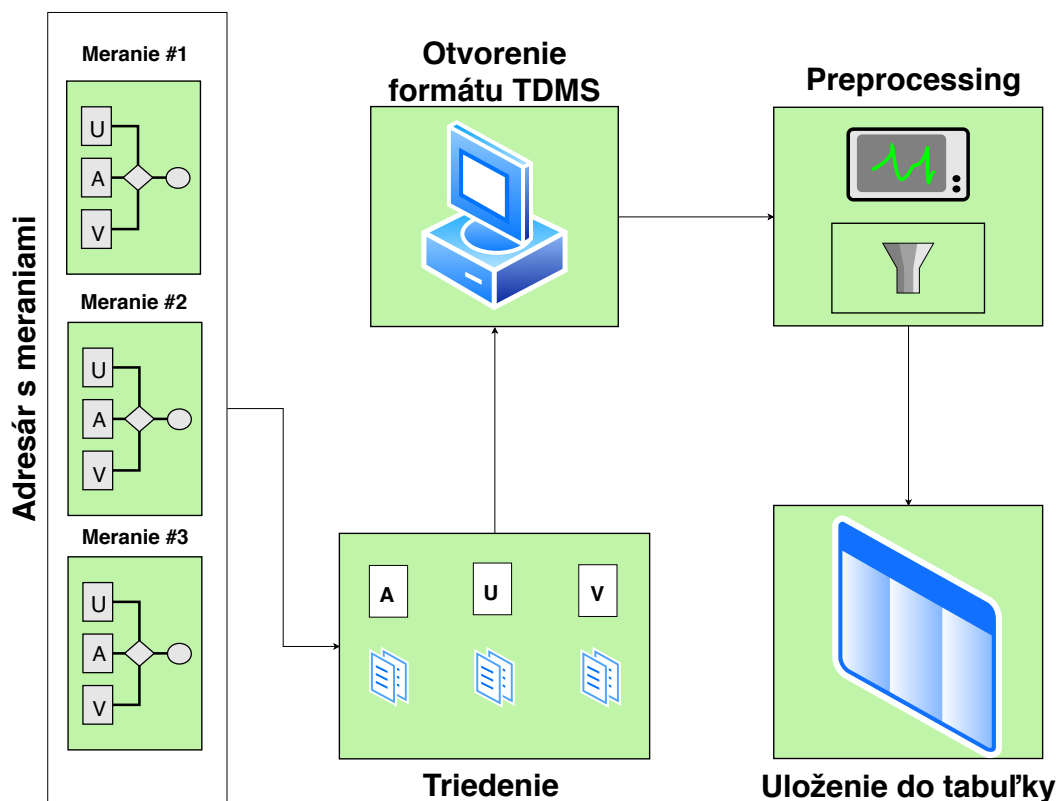 Adresár s meraniami
Meranie #1
U
A
V
Meranie #2
U
A
V
Meranie #3
U
A
V
Otvorenie
formátu TDMS
Preprocessing
A U V
Triedenie
Uloženie do tabuľky